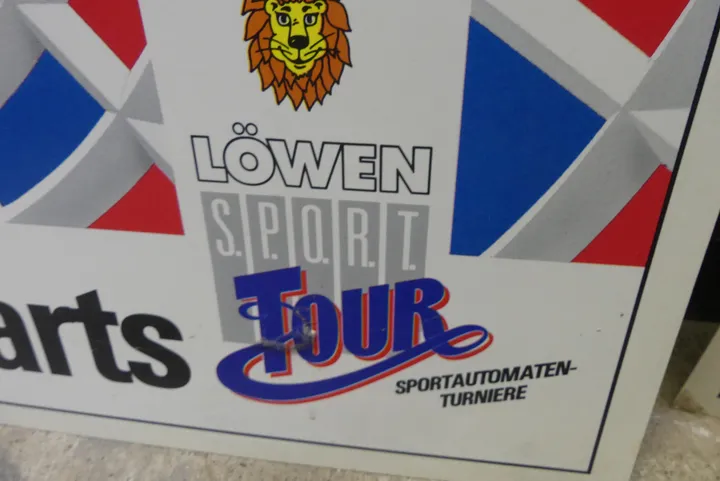 LÖWEN
S.P.O.R.T.
TOUR
arts
SPORTAUTOMATEN-
TURNIERE